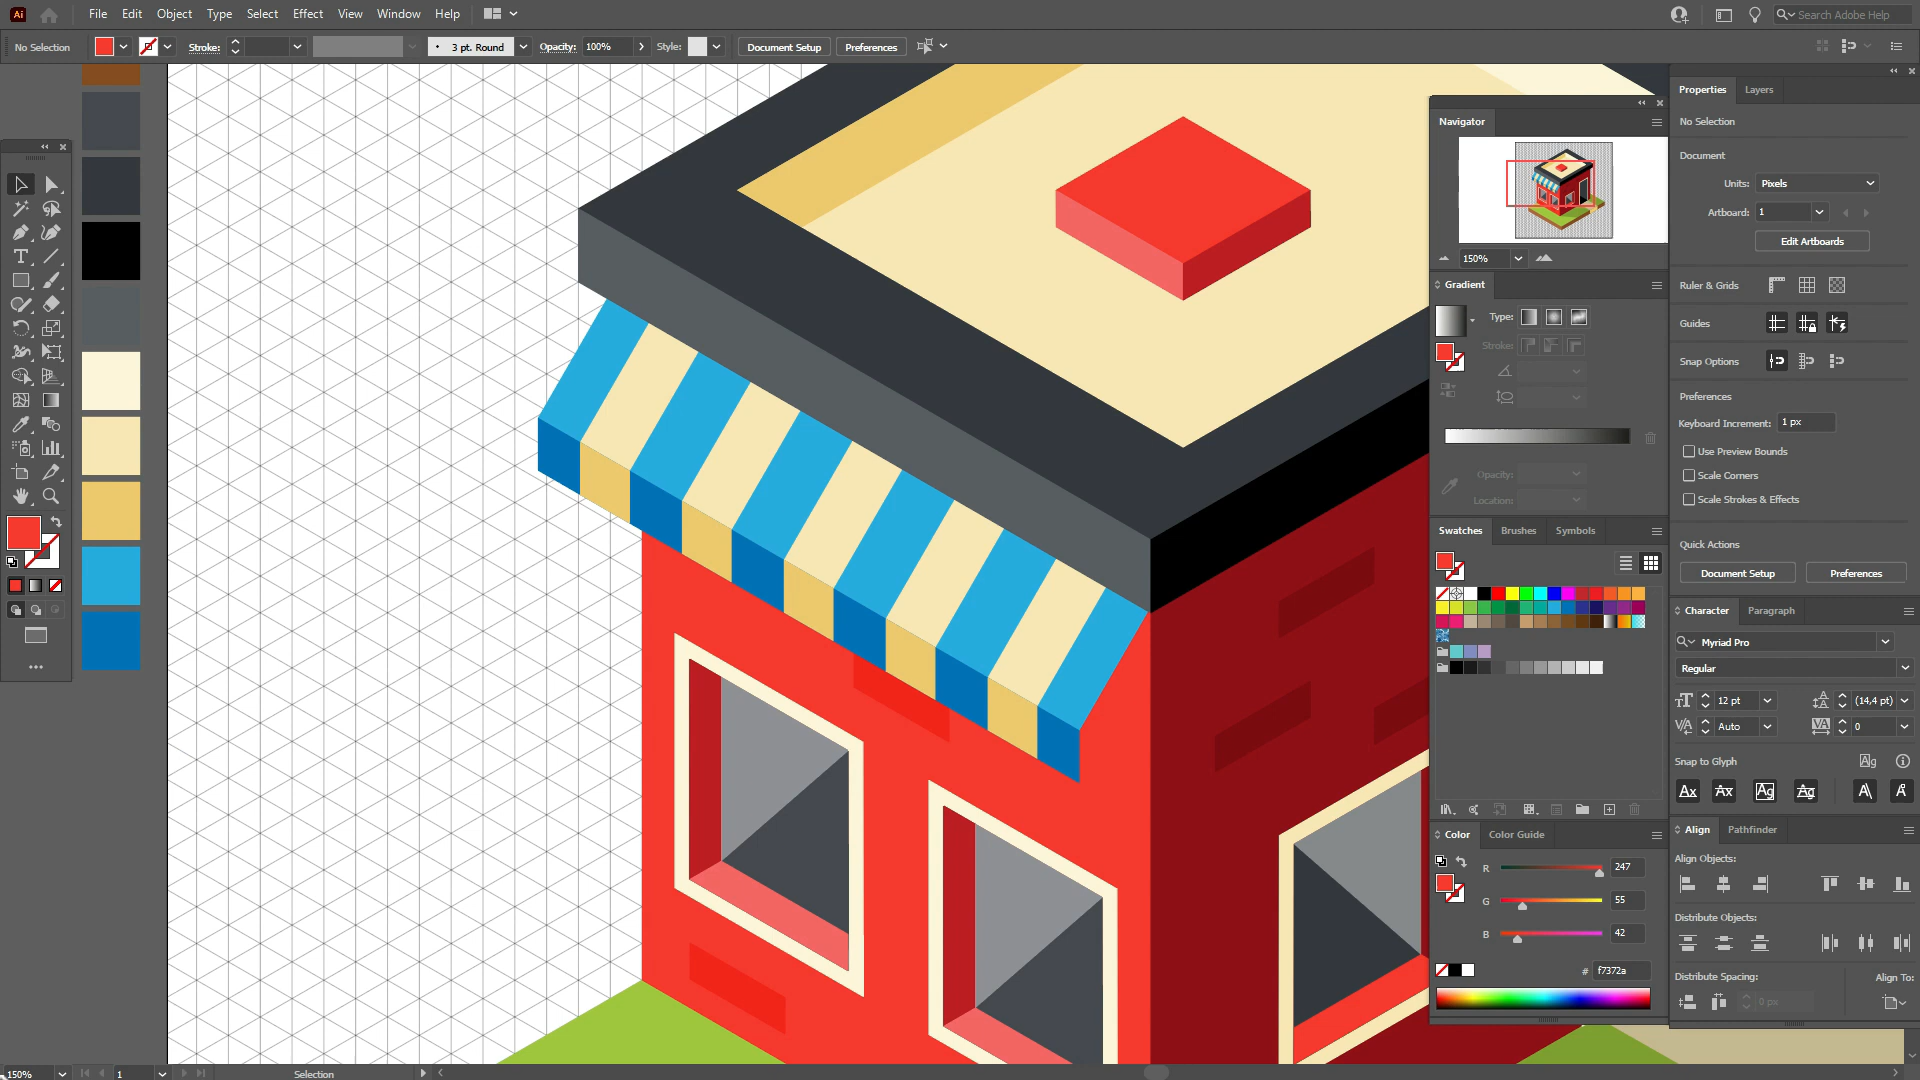 Ai File Edit Object Type Select Effect View Window Help Search Adobe Help
No Selection Stroke: 3 pt. Round Opacity: 100% Style: Document Setup Preferences
Properties Layers
No Selection
Document
Units: Pixels
Artboard: 1
Edit Artboards
Ruler & Grids
Guides
Snap Options
Preferences
Keyboard Increment: 1 px
Use Preview Bounds
Scale Corners
Scale Strokes & Effects
Quick Actions
Document Setup Preferences
Character Paragraph
Myriad Pro
Regular
12 pt (14,4 pt)
Auto 0
Snap to Glyph
Align Pathfinder
Align Objects:
Distribute Objects:
Distribute Spacing: Align To:
0 px
Navigator
150%
Gradient
Type:
Stroke:
Opacity:
Location:
Swatches Brushes Symbols
Color Color Guide
R 247
G 55
B 42
# f7372a
150% 1 Selection